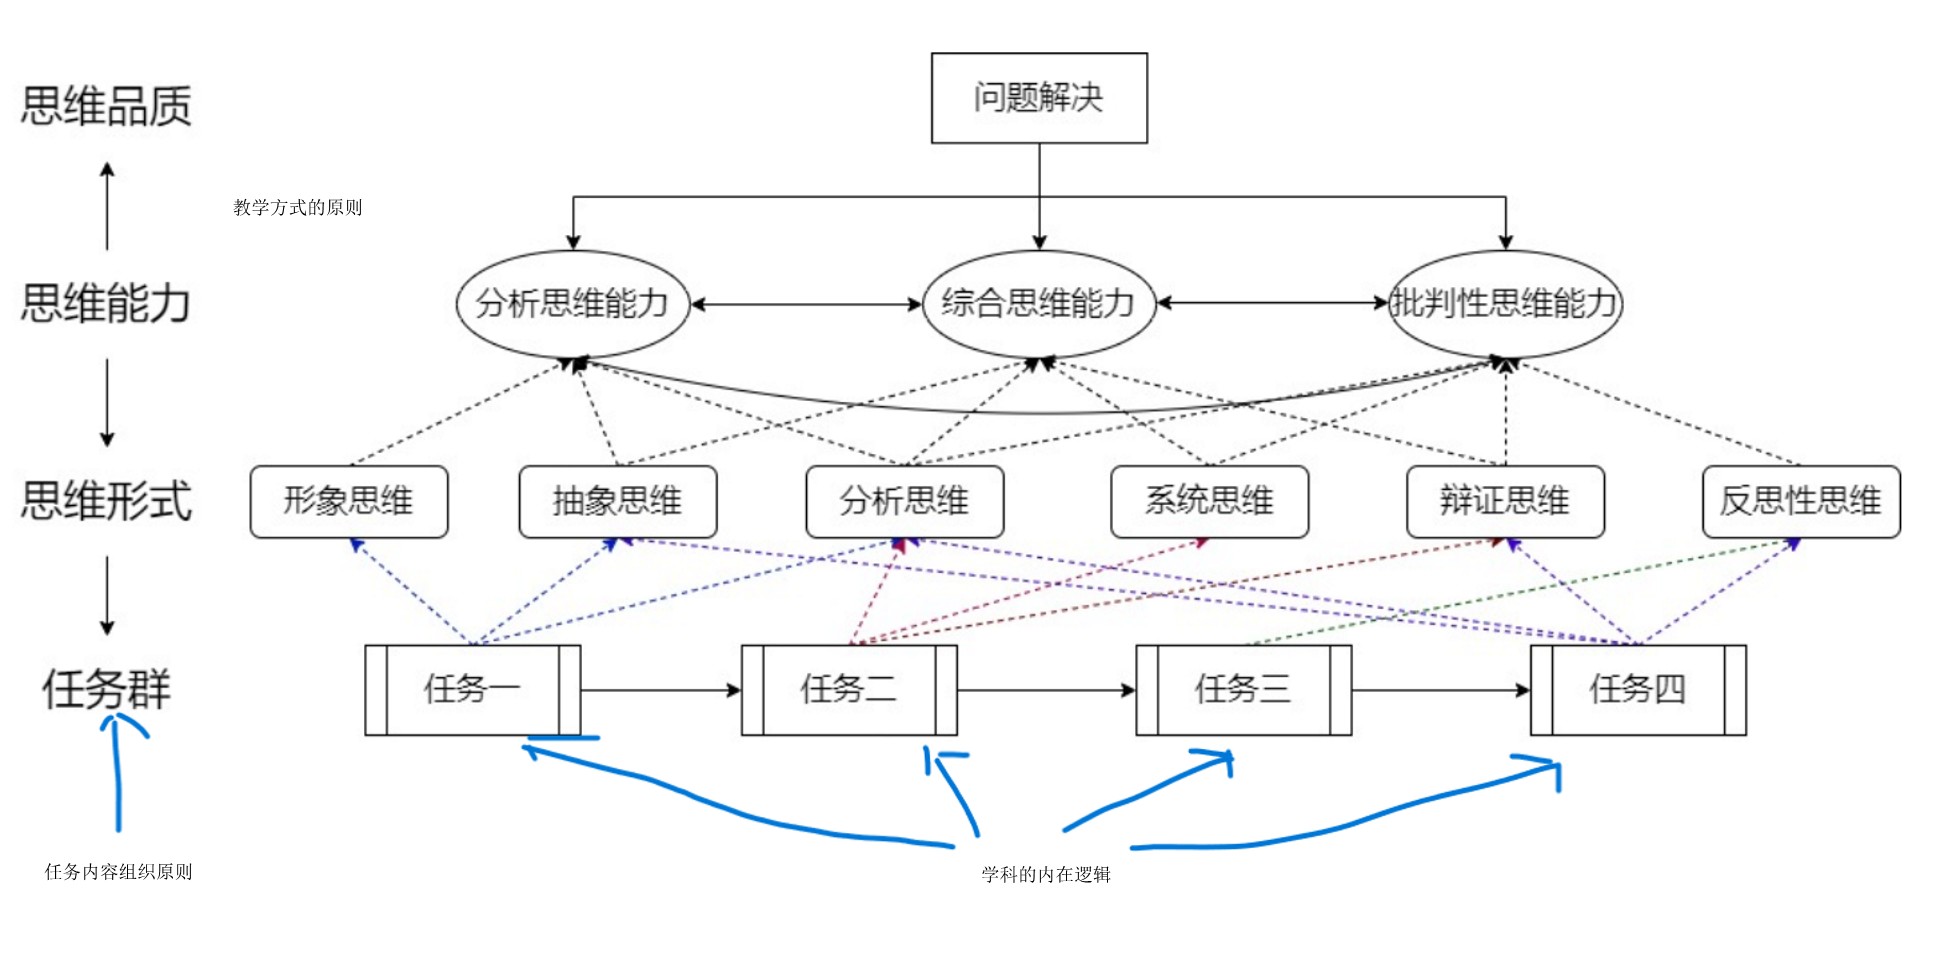 问题解决
思维品质
教学方式的原则
思维能力
分析思维能力
综合思维能力
批判性思维能力
思维形式
形象思维
抽象思维
分析思维
系统思维
辩证思维
反思性思维
任务群
任务一
任务二
任务三
任务四
任务内容组织原则
学科的内在逻辑